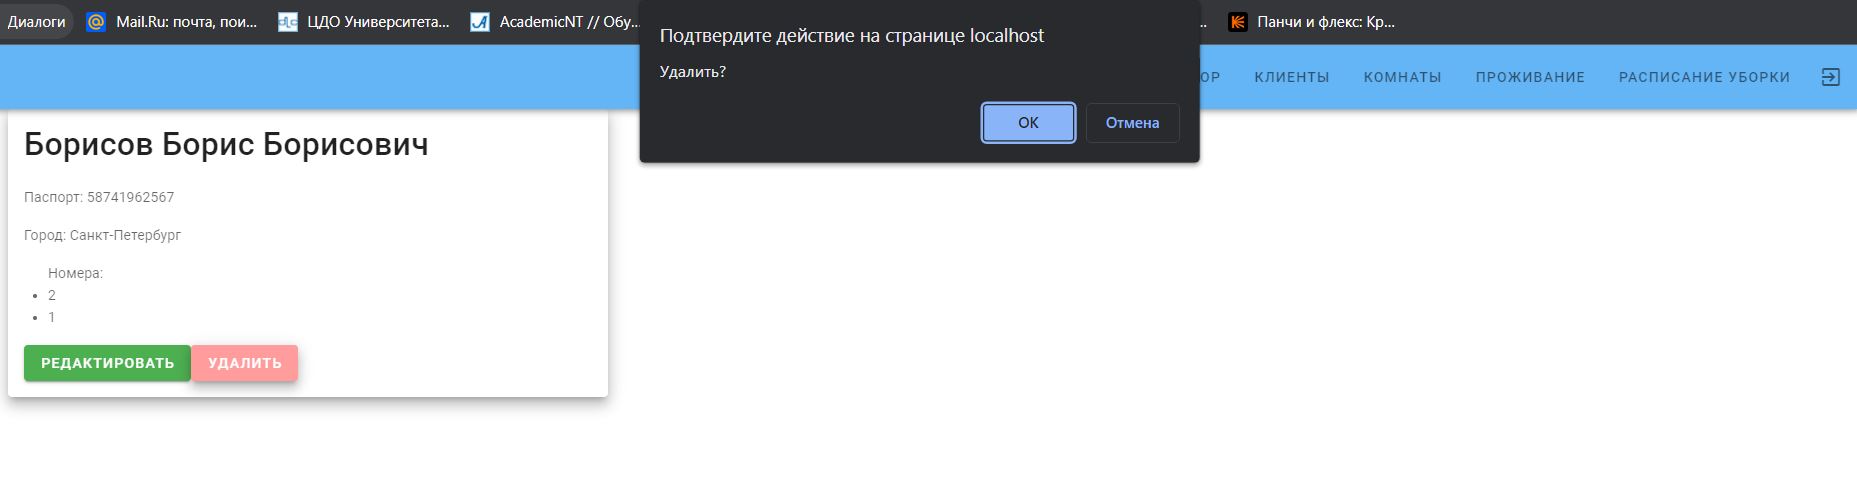 Диалоги Mail.Ru: почта, пои... ЦДО Университета... AcademicNT // Обу... .. Панчи и флекс: Кр...
Подтвердите действие на странице localhost
Удалить?
ОК Отмена
ОР КЛИЕНТЫ КОМНАТЫ ПРОЖИВАНИЕ РАСПИСАНИЕ УБОРКИ
Борисов Борис Борисович
Паспорт: 58741962567
Город: Санкт-Петербург
Номера:
2
1
РЕДАКТИРОВАТЬ УДАЛИТЬ